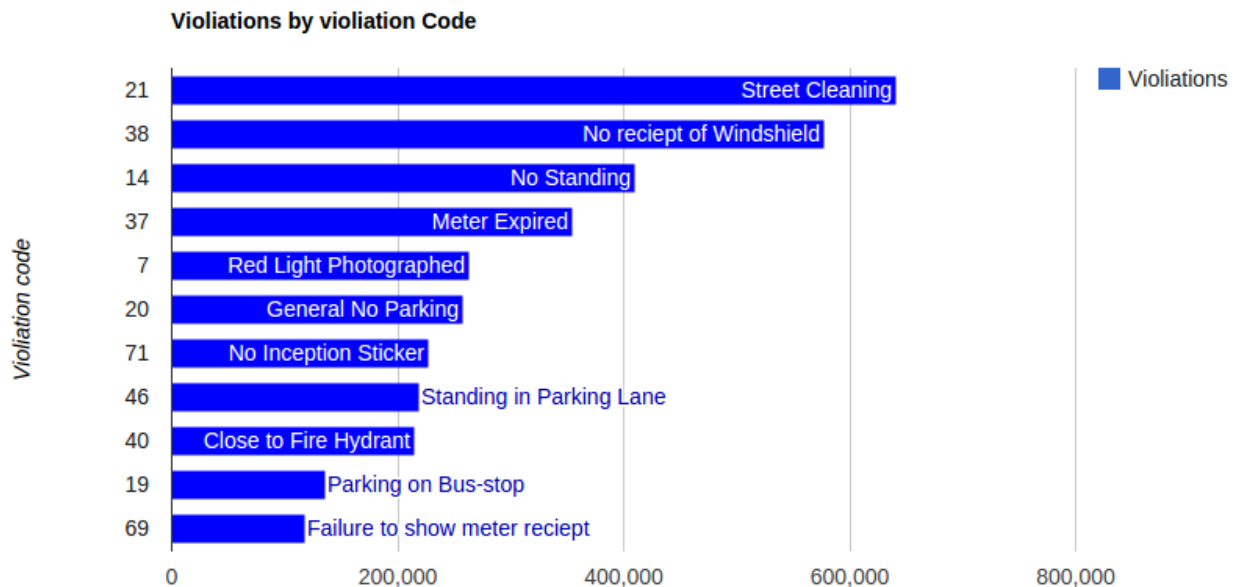 Violiations by violiation Code
Violiations
Violiation code
21 Street Cleaning
38 No reciept of Windshield
14 No Standing
37 Meter Expired
7 Red Light Photographed
20 General No Parking
71 No Inception Sticker
46 Standing in Parking Lane
40 Close to Fire Hydrant
19 Parking on Bus-stop
69 Failure to show meter reciept
0 200,000 400,000 600,000 800,000